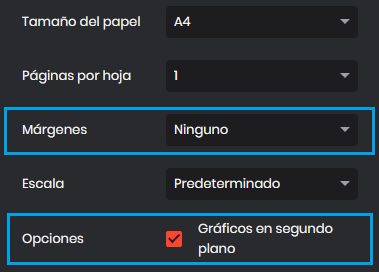 Tamaño del papel A4
Páginas por hoja 1
Márgenes Ninguno
Escala Predeterminado
Opciones Gráficos en segundo
plano